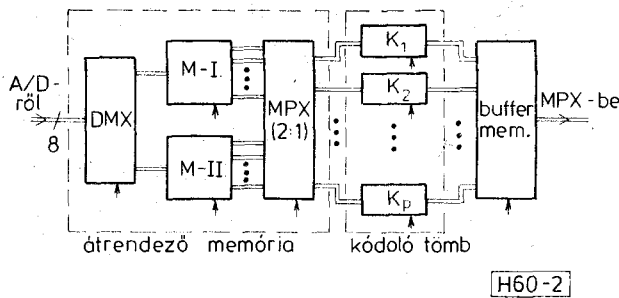 A/D-
ről
8
DMX
M-I.
M-II.
MPX
(2:1)
K1
K2
Kp
buffer
mem.
MPX-be
átrendező memória
kódoló tömb
H60-2